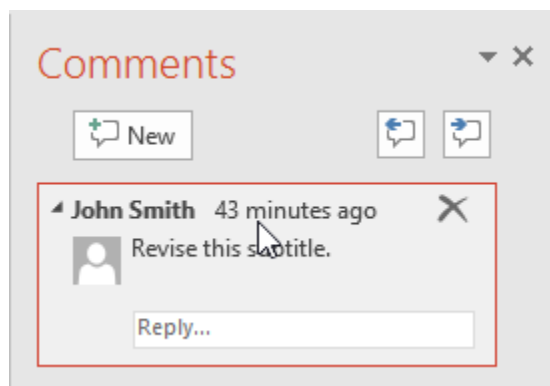 Comments
New
John Smith 43 minutes ago
Revise this subtitle.
Reply...